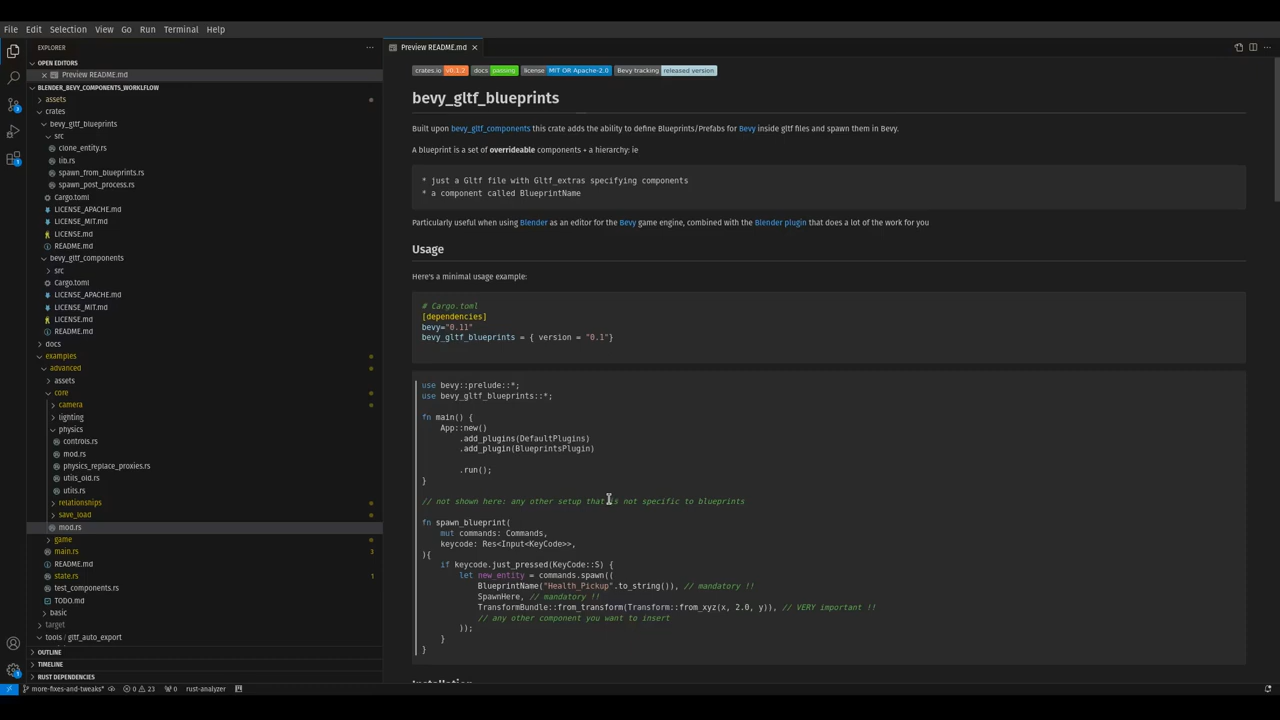 File Edit Selection View Go Run Terminal Help
EXPLORER
OPEN EDITORS
Preview README.md
BLENDER_BEVY_COMPONENTS_WORKLFLOW
assets
crates
bevy_gltf_blueprints
src
clone_entity.rs
lib.rs
spawn_from_blueprints.rs
spawn_post_process.rs
Cargo.toml
LICENSE_APACHE.md
LICENSE_MIT.md
LICENSE.md
README.md
bevy_gltf_components
src
Cargo.toml
LICENSE_APACHE.md
LICENSE_MIT.md
LICENSE.md
README.md
docs
examples
advanced
assets
core
camera
lighting
physics
controls.rs
mod.rs
physics_replace_proxies.rs
utils_old.rs
utils.rs
relationships
save_load
mod.rs
game
main.rs 3
README.md
state.rs 1
test_components.rs
TODO.md
basic
target
tools / gltf_auto_export
OUTLINE
TIMELINE
RUST DEPENDENCIES
Preview README.md
crates.io v0.1.2 docs passing license MIT OR Apache-2.0 Bevy tracking released version
bevy_gltf_blueprints
Built upon bevy_gltf_components this crate adds the ability to define Blueprints/Prefabs for Bevy inside gltf files and spawn them in Bevy.
A blueprint is a set of overrideable components + a hierarchy: ie
* just a Gltf file with Gltf_extras specifying components
* a component called BlueprintName
Particularly useful when using Blender as an editor for the Bevy game engine, combined with the Blender plugin that does a lot of the work for you
Usage
Here's a minimal usage example:
# Cargo.toml
[dependencies]
bevy="0.11"
bevy_gltf_blueprints = { version = "0.1"}
use bevy::prelude::*;
use bevy_gltf_blueprints::*;
fn main() {
App::new()
.add_plugins(DefaultPlugins)
.add_plugin(BlueprintsPlugin)
.run();
}
// not shown here: any other setup that is not specific to blueprints
fn spawn_blueprint(
mut commands: Commands,
keycode: Res<Input<KeyCode>>,
){
if keycode.just_pressed(KeyCode::S) {
let new_entity = commands.spawn((
BlueprintName("Health_Pickup".to_string()), // mandatory !!
SpawnHere, // mandatory !!
TransformBundle::from_transform(Transform::from_xyz(x, 2.0, y)), // VERY important !!
// any other component you want to insert
));
}
}
Installation
more-fixes-and-tweaks* 0 23 0 rust-analyzer